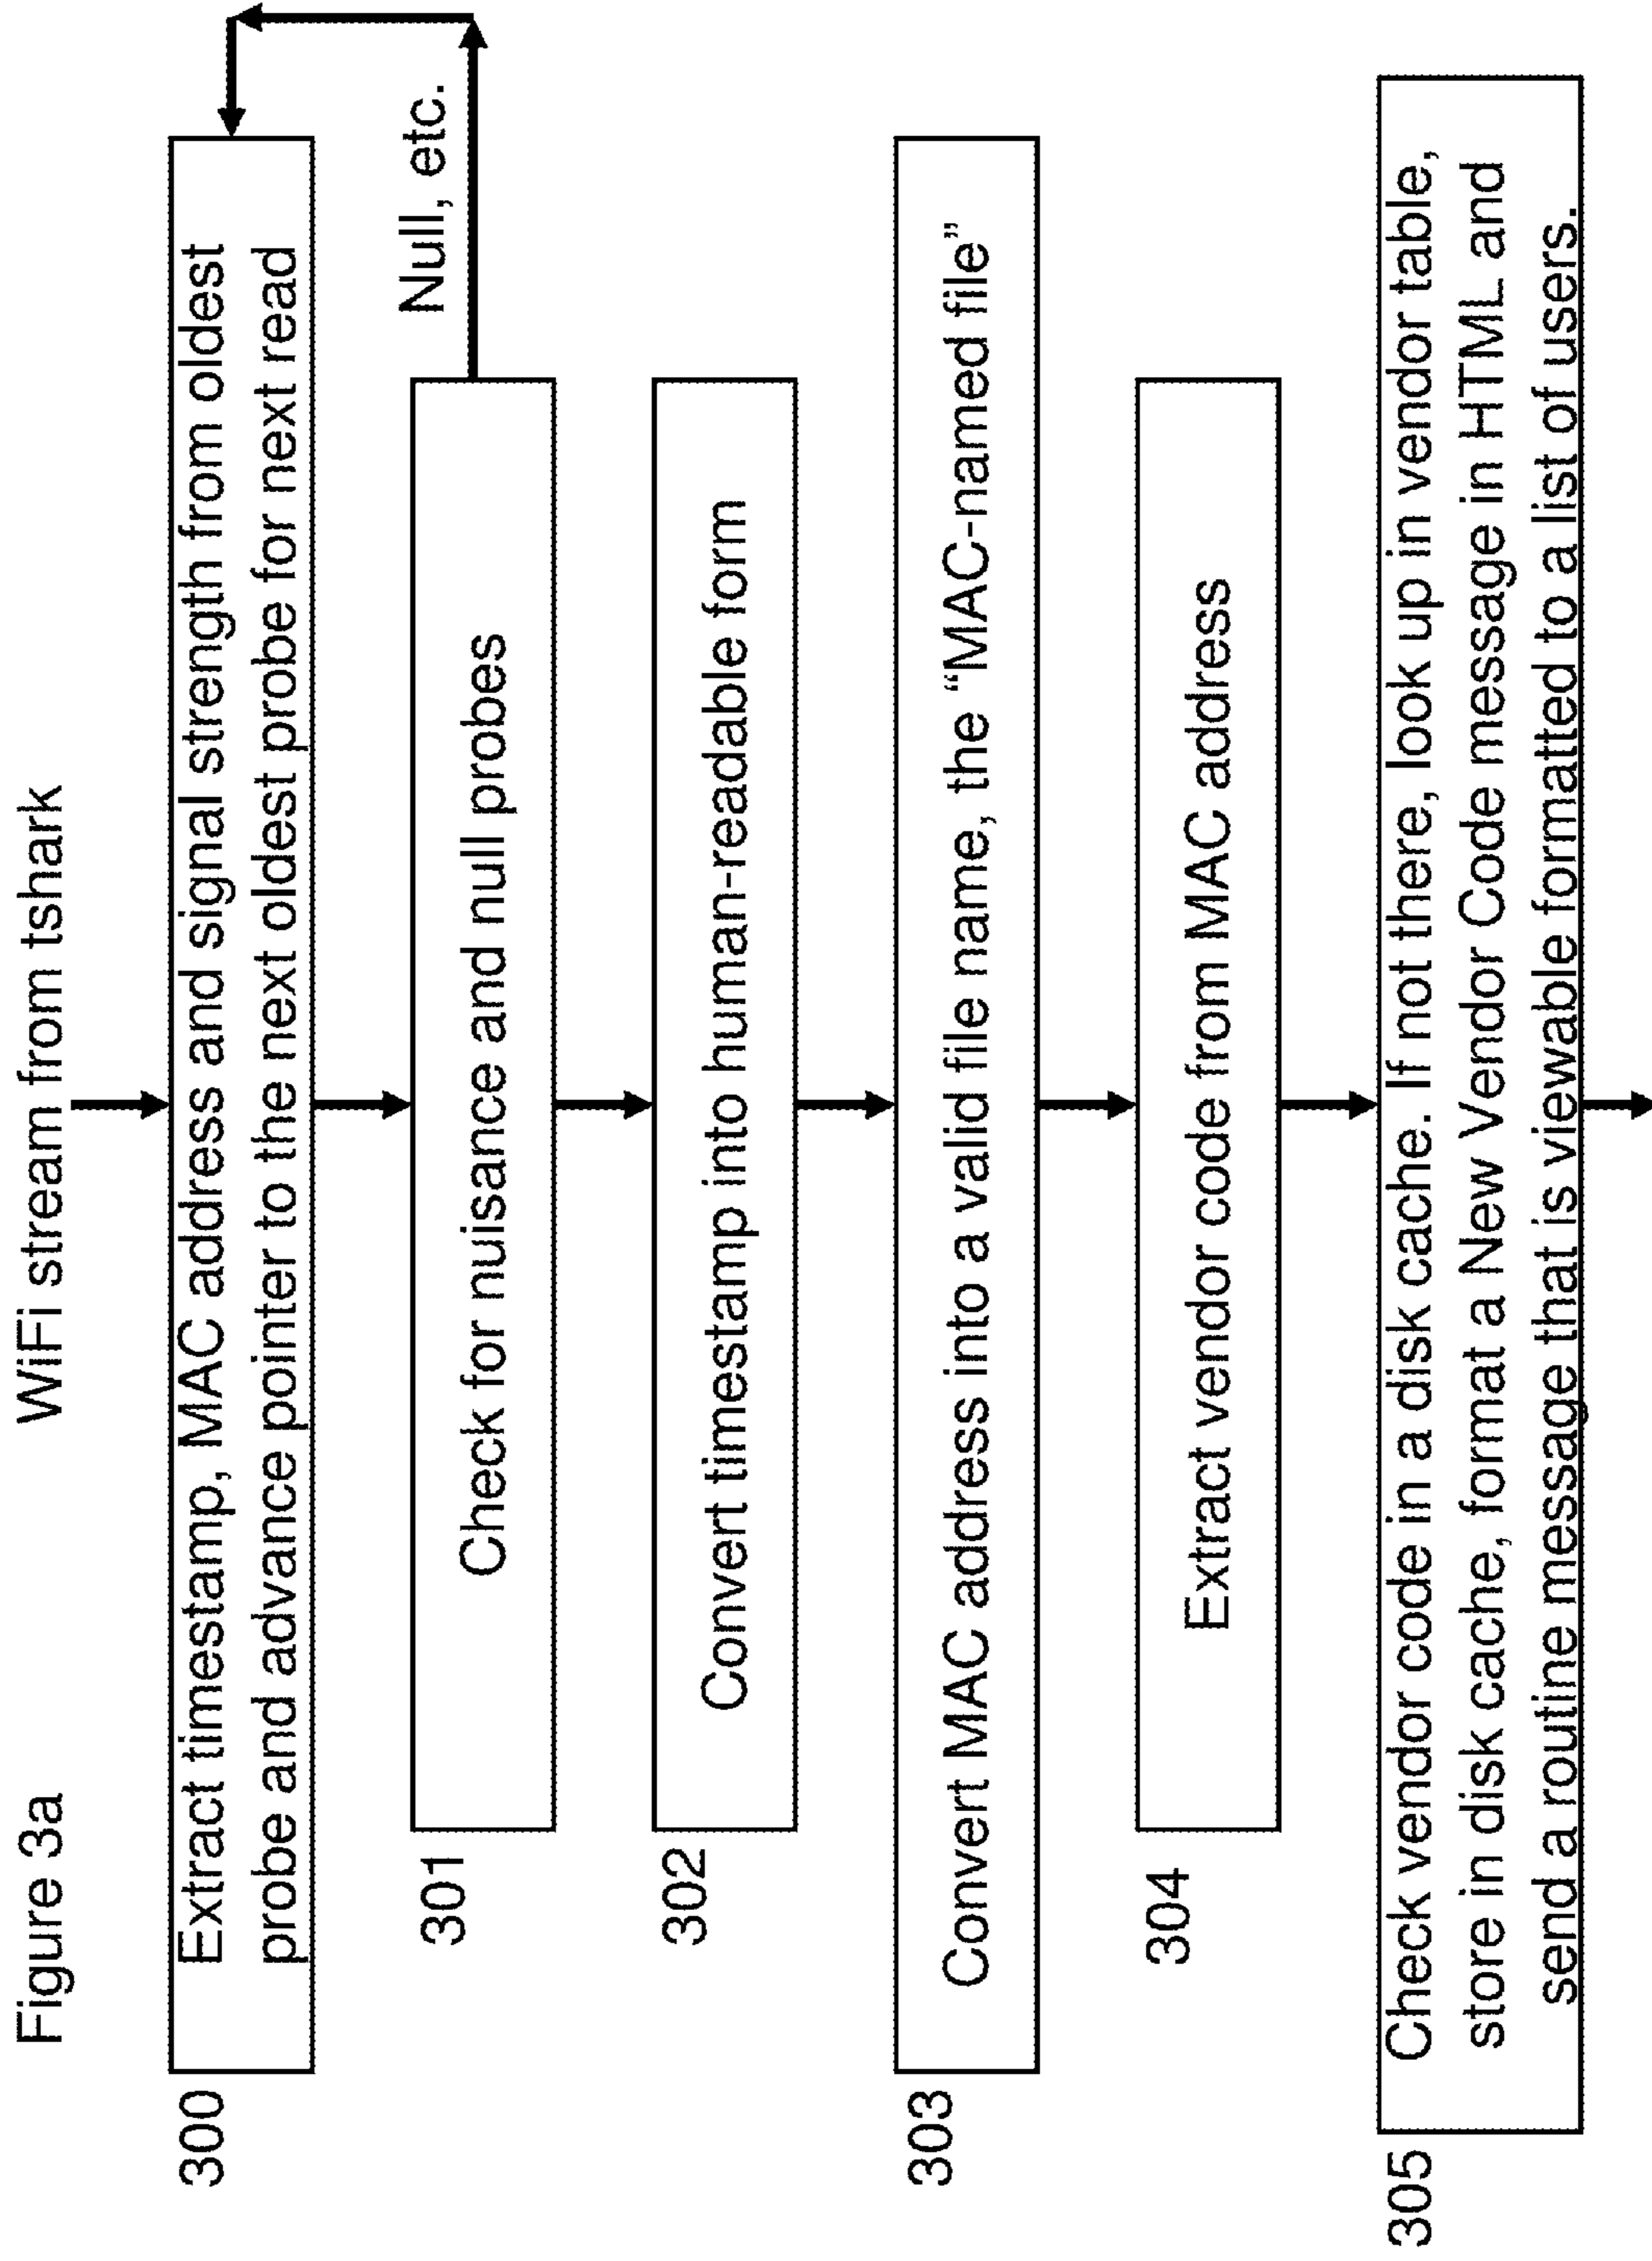 Figure 3a
WiFi stream from tshark
300
Extract timestamp, MAC address and signal strength from oldest
probe and advance pointer to the next oldest probe for next read
301
Check for nuisance and null probes
Null, etc.
302
Convert timestamp into human-readable form
303
Convert MAC address into a valid file name, the “MAC-named file”
304
Extract vendor code from MAC address
305
Check vendor code in a disk cache. If not there, look up in vendor table,
store in disk cache, format a New Vendor Code message in HTML and
send a routine message that is viewable formatted to a list of users.